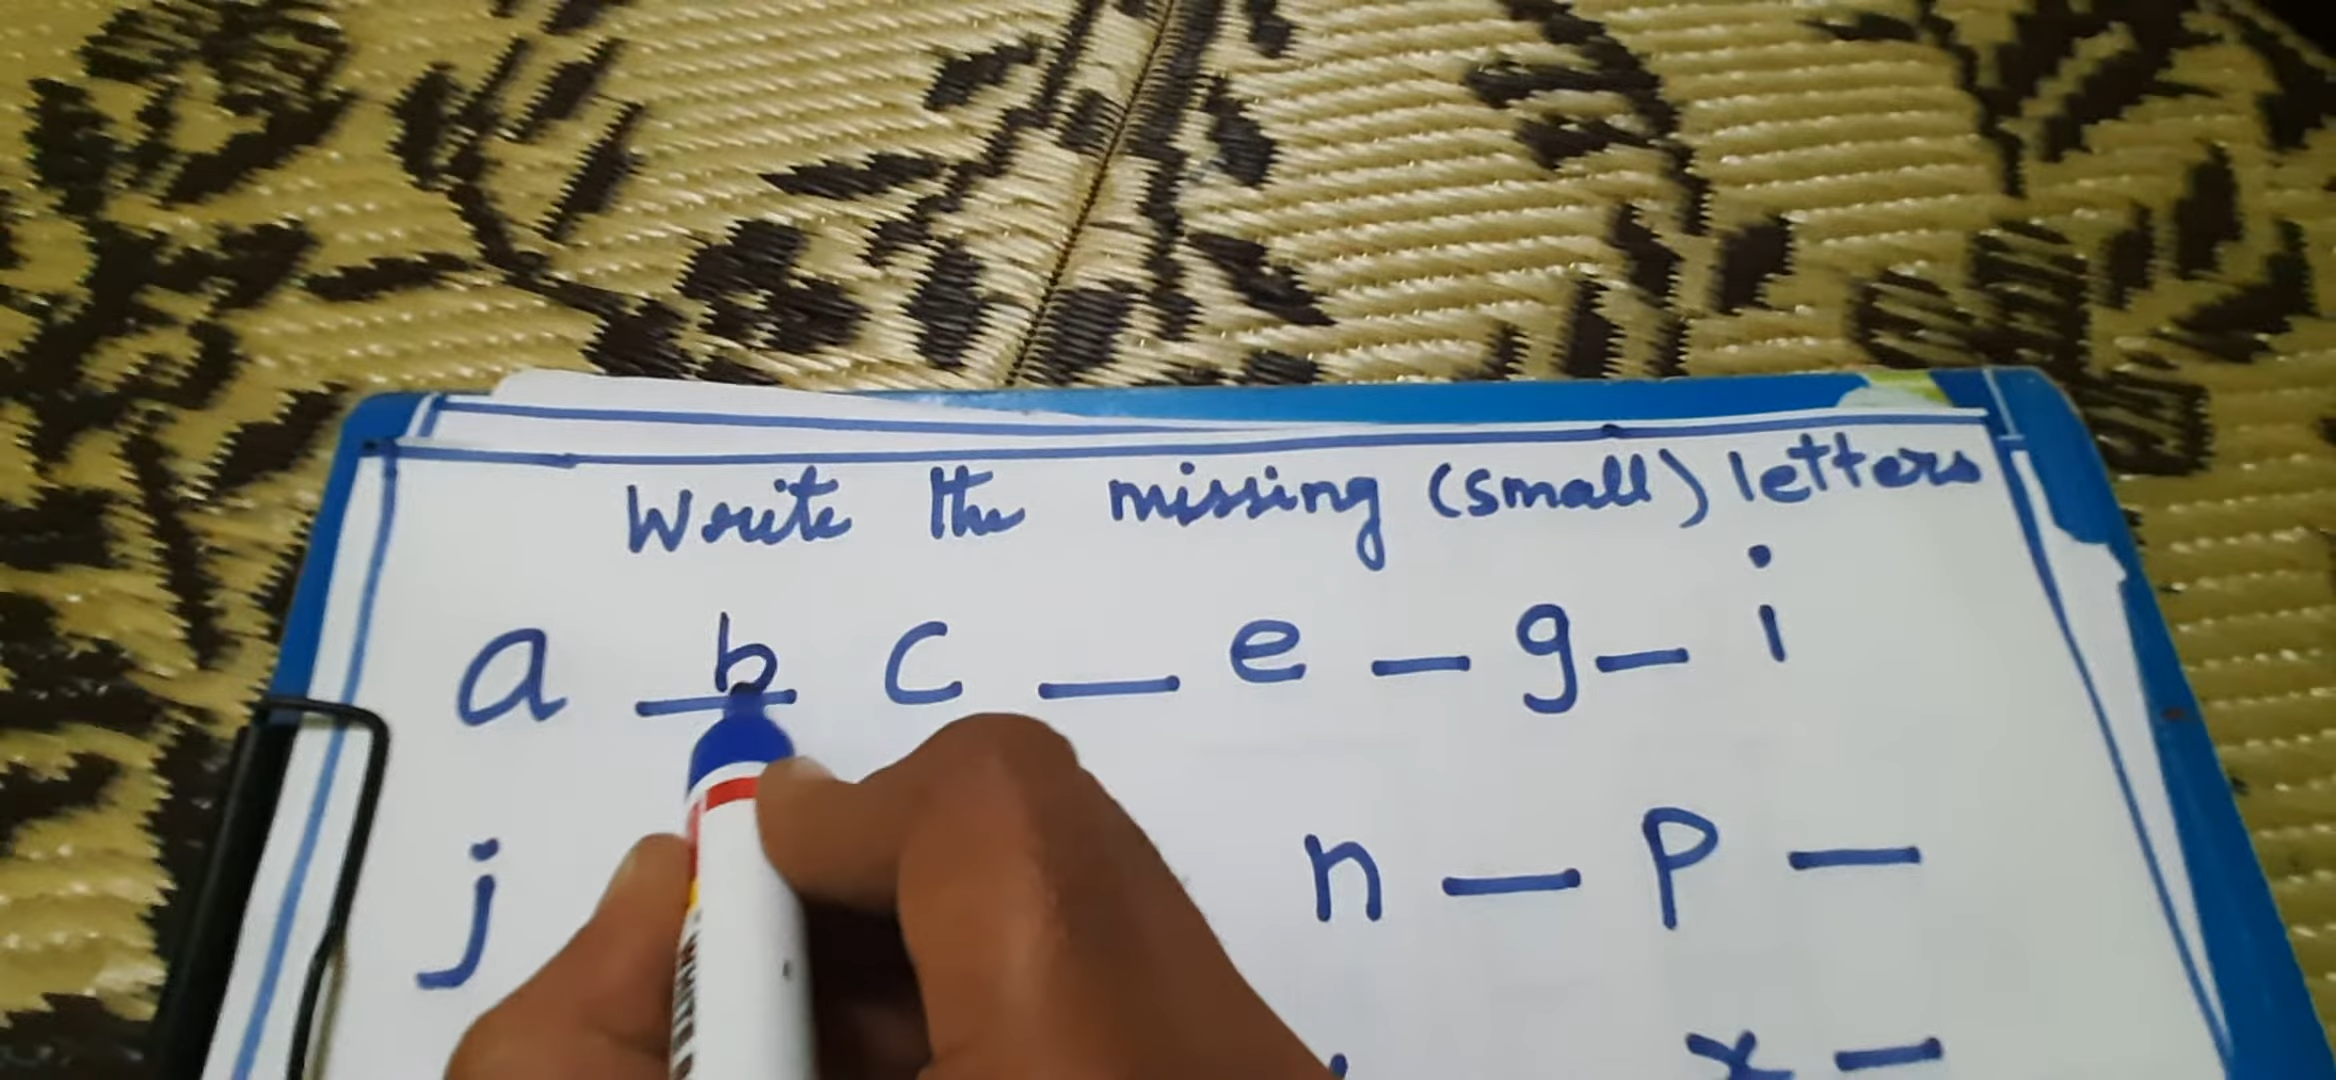 Write the missing (small) letters
a b c _ e _ g _ i
j n _ p _
x _